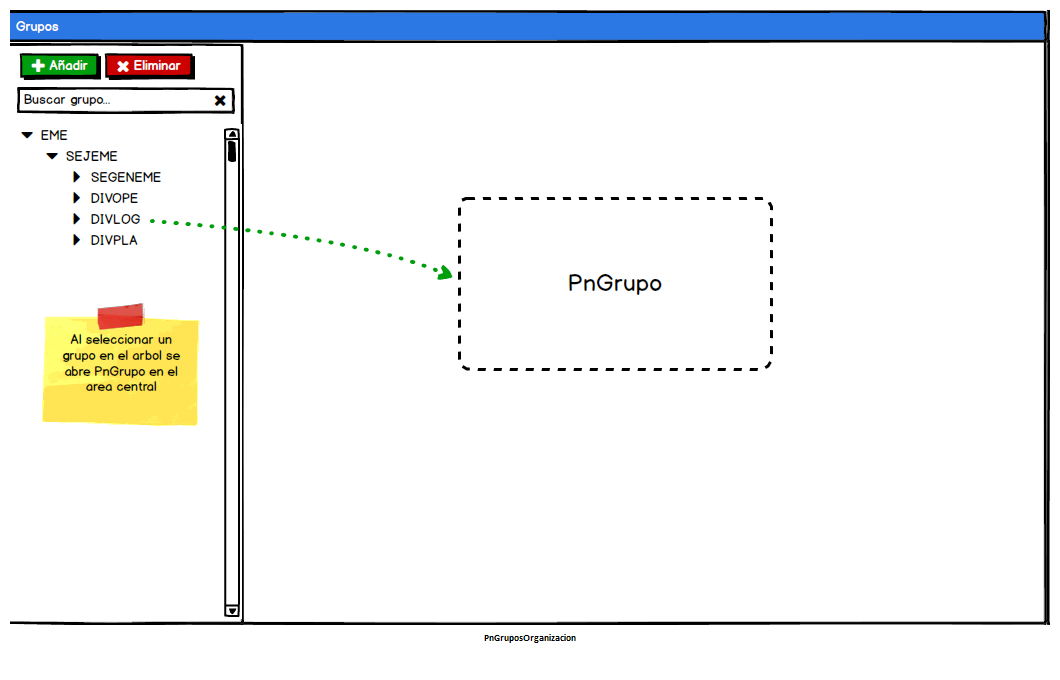 Grupos
Añadir
Eliminar
Buscar grupo...
EME
SEJEME
SEGENEME
DIVOPE
DIVLOG
DIVPLA
Al seleccionar un
grupo en el arbol se
abre PnGrupo en el
area central
PnGrupo
PnGruposOrganizacion